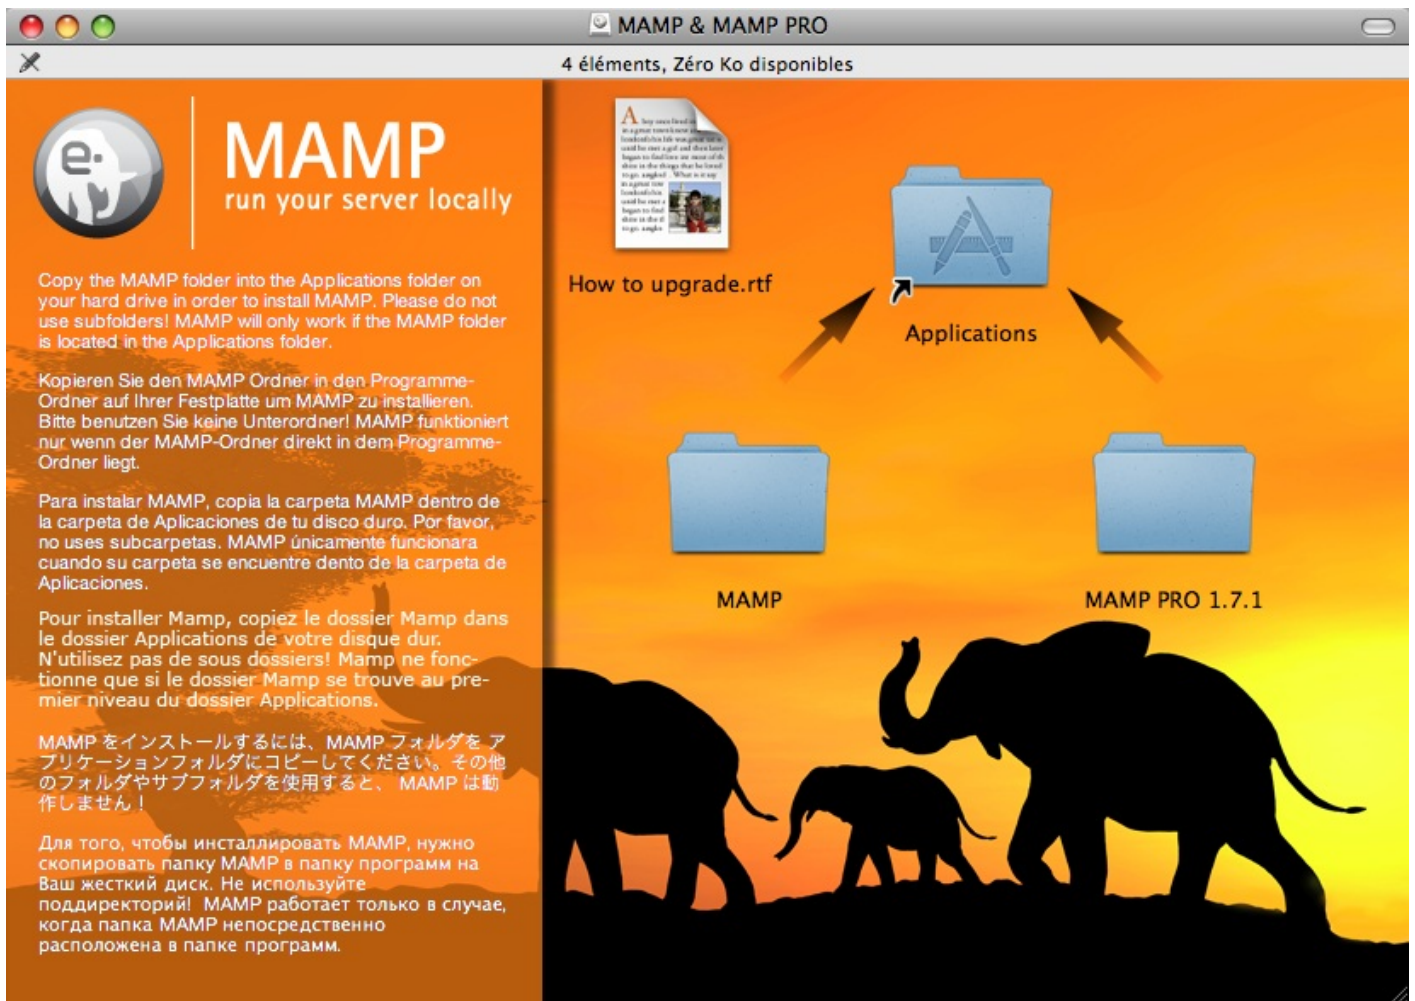 MAMP & MAMP PRO
4 éléments, Zéro Ko disponibles
e.
MAMP
run your server locally
Copy the MAMP folder into the Applications folder on
your hard drive in order to install MAMP. Please do not
use subfolders! MAMP will only work if the MAMP folder
is located in the Applications folder.
Kopieren Sie den MAMP Ordner in den Programme-
Ordner auf Ihrer Festplatte um MAMP zu installieren.
Bitte benutzen Sie keine Unterordner! MAMP funktioniert
nur wenn der MAMP-Ordner direkt in dem Programme-
Ordner liegt.
Para instalar MAMP, copia la carpeta MAMP dentro de
la carpeta de Aplicaciones de tu disco duro. Por favor,
no uses subcarpetas. MAMP únicamente funcionara
cuando su carpeta se encuentre dento de la carpeta de
Aplicaciones.
Pour installer Mamp, copiez le dossier Mamp dans
le dossier Applications de votre disque dur.
N'utilisez pas de sous dossiers! Mamp ne fonc-
tionne que si le dossier Mamp se trouve au pre-
mier niveau du dossier Applications.
MAMP をインストールするには、MAMP フォルダを ア
プリケーションフォルダにコピーしてください。その他
のフォルダやサブフォルダを使用すると、 MAMP は動
作しません！
Для того, чтобы инсталлировать MAMP, нужно
скопировать папку MAMP в папку программ на
Ваш жесткий диск. Не используйте
поддиректорий!  MAMP работает только в случае,
когда папка MAMP непосредственно
расположена в папке программ.
How to upgrade.rtf
Applications
MAMP
MAMP PRO 1.7.1